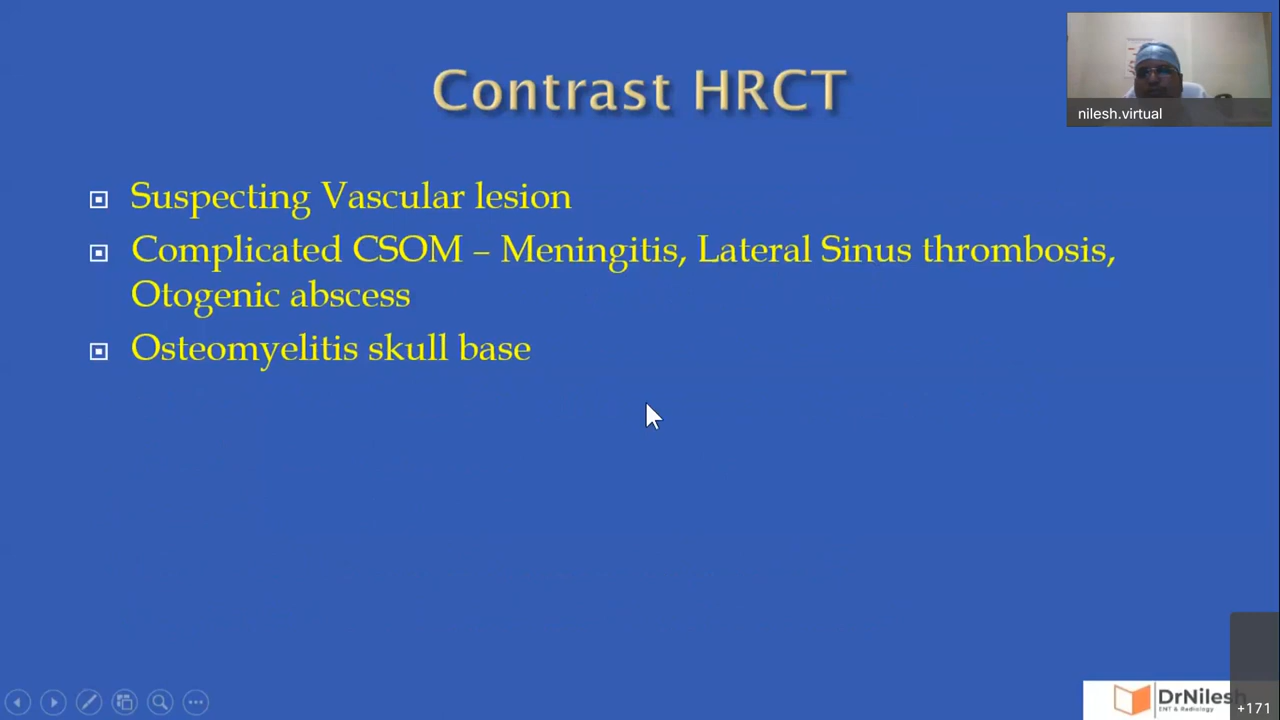 Contrast HRCT
nilesh.virtual
Suspecting Vascular lesion
Complicated CSOM – Meningitis, Lateral Sinus thrombosis,
Otogenic abscess
Osteomyelitis skull base
DrNilesh
ENT & Radiology
+171